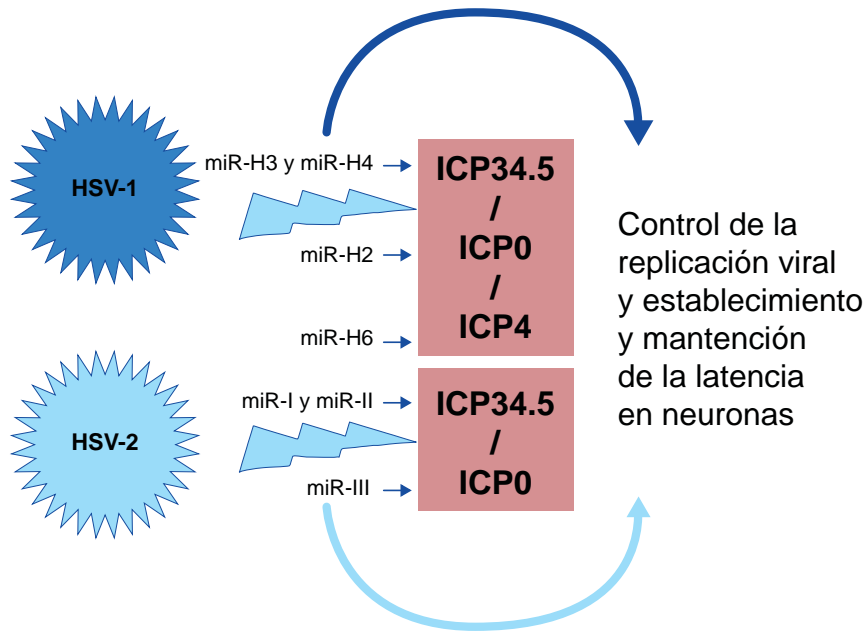 HSV-1
miR-H3 y miR-H4
miR-H2
miR-H6
ICP34.5
/
ICP0
/
ICP4
HSV-2
miR-I y miR-II
miR-III
ICP34.5
/
ICP0
Control de la
replicación viral
y establecimiento
y mantención
de la latencia
en neuronas